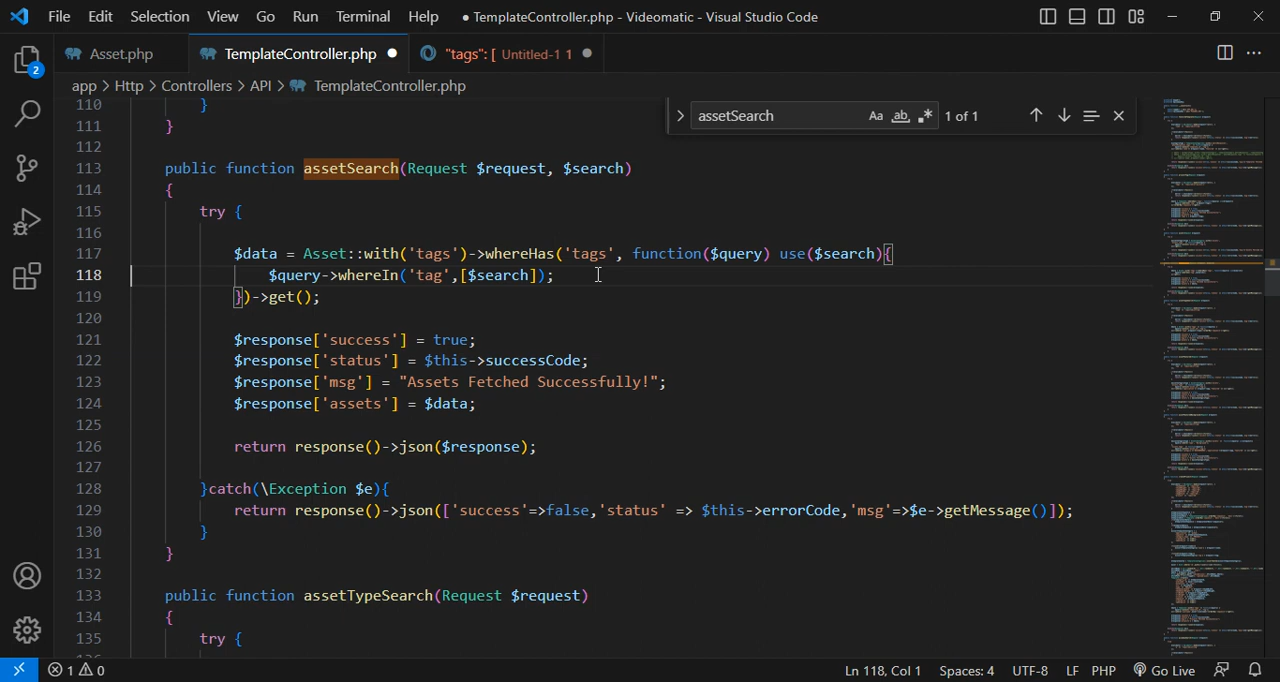 File Edit Selection View Go Run Terminal Help ● TemplateController.php - Videomatic - Visual Studio Code
Asset.php TemplateController.php ● "tags": [ Untitled-1 1 ●
2
app > Http > Controllers > API > TemplateController.php
assetSearch Aa ab .* 1 of 1
110 }
111 }
112
113 public function assetSearch(Request $request, $search)
114 {
115 try {
116
117 $data = Asset::with('tags')->whereHas('tags', function($query) use($search){
118 $query->whereIn('tag',[$search]);
119 })->get();
120
121 $response['success'] = true;
122 $response['status'] = $this->successCode;
123 $response['msg'] = "Assets Fetched Successfully!";
124 $response['assets'] = $data;
125
126 return response()->json($response);
127
128 }catch(\Exception $e){
129 return response()->json(['success'=>false,'status' => $this->errorCode,'msg'=>$e->getMessage()]);
130 }
131 }
132
133 public function assetTypeSearch(Request $request)
134 {
135 try {
1 0 Ln 118, Col 1 Spaces: 4 UTF-8 LF PHP Go Live